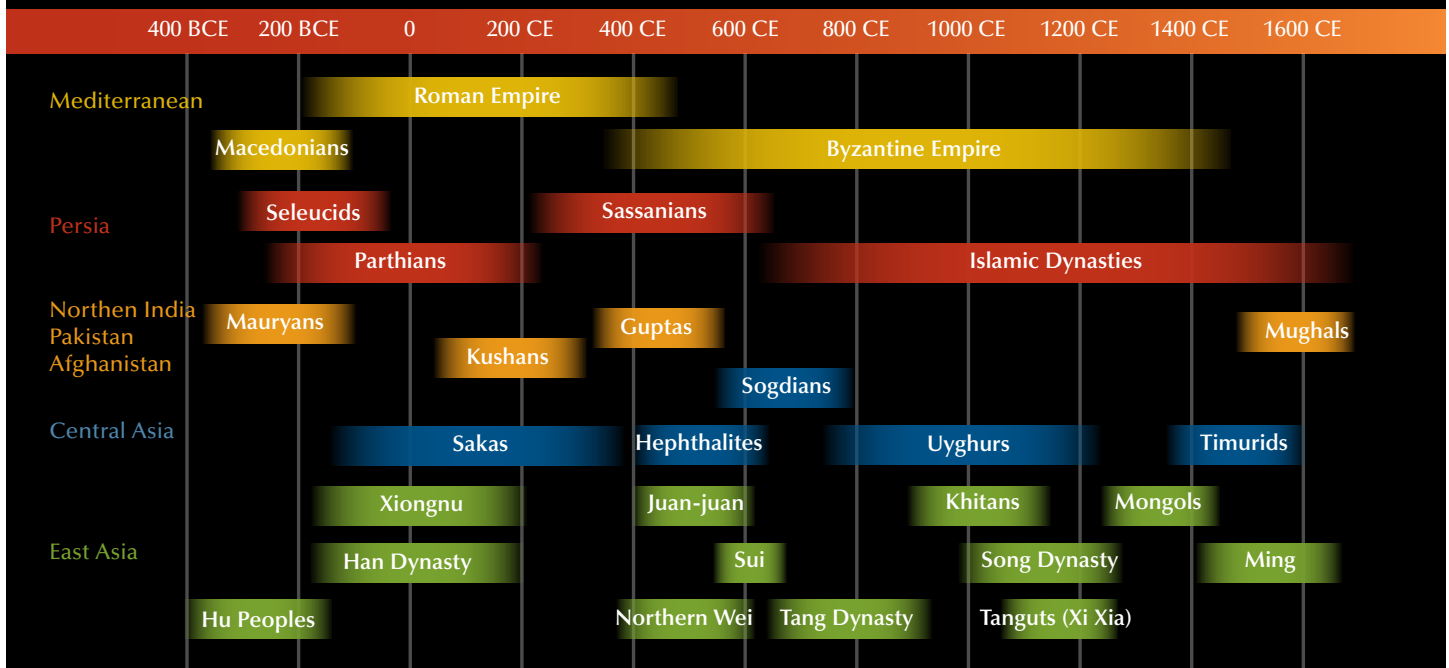 400 BCE 200 BCE 0 200 CE 400 CE 600 CE 800 CE 1000 CE 1200 CE 1400 CE 1600 CE
Mediterranean
Roman Empire
Macedonians
Byzantine Empire
Persia
Seleucids
Sassanians
Parthians
Islamic Dynasties
Northen India
Pakistan
Afghanistan
Mauryans
Guptas
Mughals
Kushans
Sogdians
Central Asia
Sakas
Hephthalites
Uyghurs
Timurids
East Asia
Xiongnu
Juan-juan
Khitans
Mongols
Han Dynasty
Sui
Song Dynasty
Ming
Hu Peoples
Northern Wei
Tang Dynasty
Tanguts (Xi Xia)